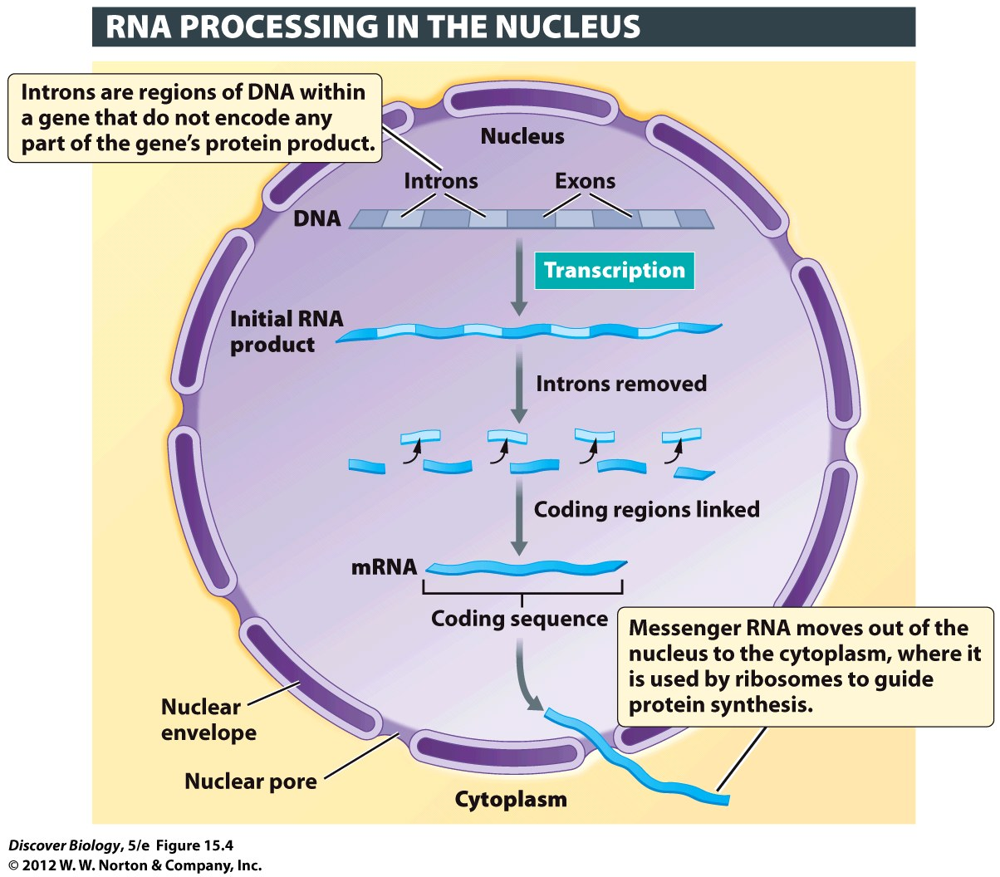 RNA PROCESSING IN THE NUCLEUS
Introns are regions of DNA within
a gene that do not encode any
part of the gene's protein product.
Nucleus
Introns
Exons
DNA
Transcription
Initial RNA
product
Introns removed
Coding regions linked
mRNA
Coding sequence
Messenger RNA moves out of the
nucleus to the cytoplasm, where it
is used by ribosomes to guide
protein synthesis.
Nuclear
envelope
Nuclear pore
Cytoplasm
Discover Biology, 5/e Figure 15.4
© 2012 W. W. Norton & Company, Inc.